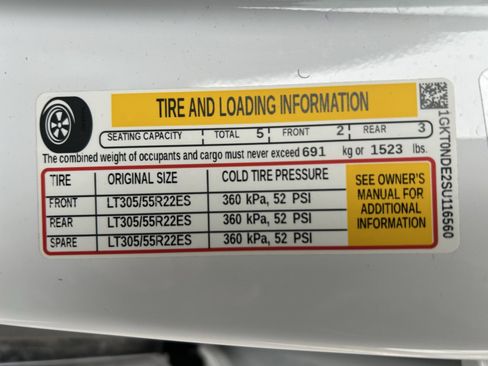 TIRE AND LOADING INFORMATION
SEATING CAPACITY TOTAL 5 FRONT 2 REAR 3
The combined weight of occupants and cargo must never exceed 691 kg or 1523 lbs.
TIRE ORIGINAL SIZE COLD TIRE PRESSURE
FRONT LT305/55R22ES 360 kPa, 52 PSI
REAR LT305/55R22ES 360 kPa, 52 PSI
SPARE LT305/55R22ES 360 kPa, 52 PSI
SEE OWNER'S
MANUAL FOR
ADDITIONAL
INFORMATION
1GKT0NDE2SU116560